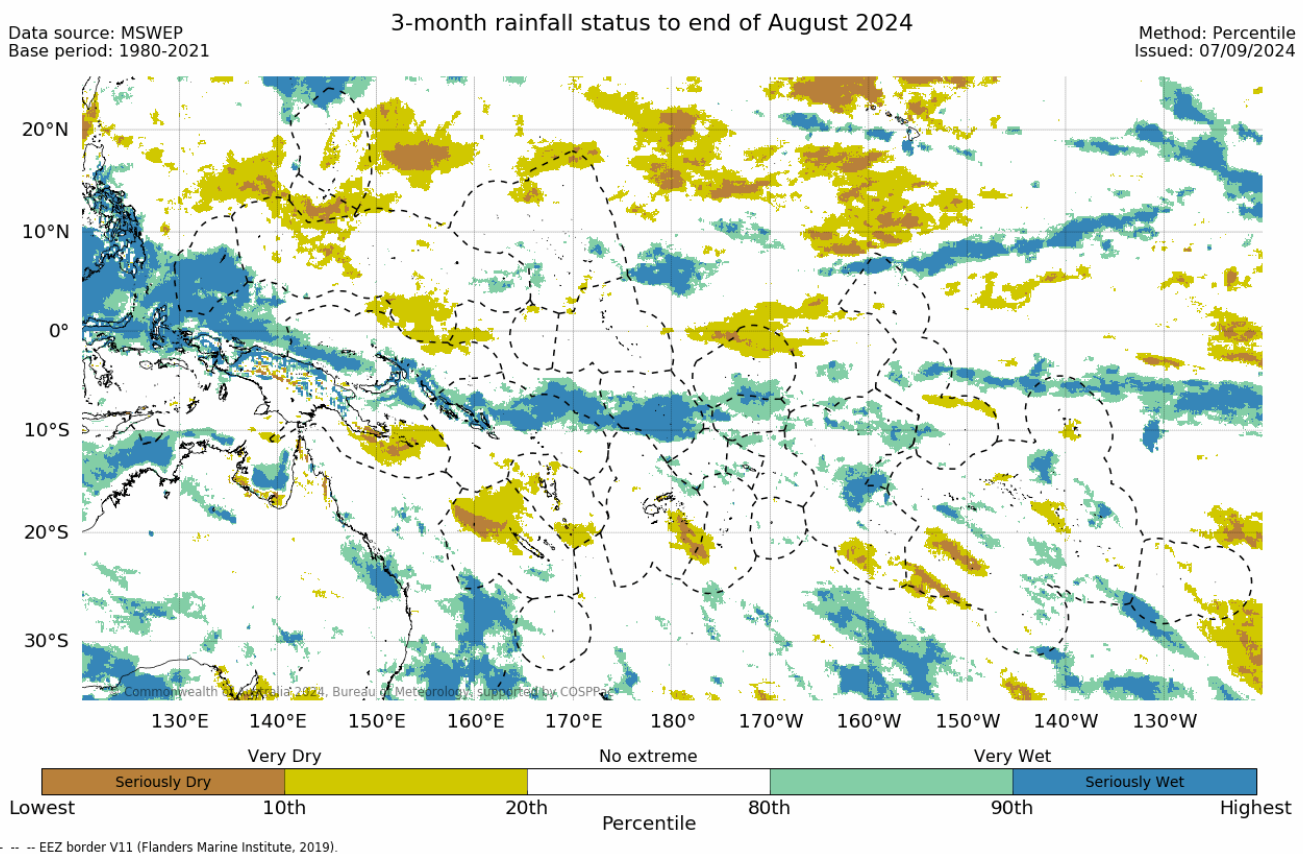 3-month rainfall status to end of August 2024
Data source: MSWEP
Base period: 1980-2021
Method: Percentile
Issued: 07/09/2024
20°N
10°N
0°
10°S
20°S
30°S
© Commonwealth of Australia 2024, Bureau of Meteorology, supported by COSPPac
130°E 140°E 150°E 160°E 170°E 180° 170°W 160°W 150°W 140°W 130°W
Very Dry No extreme Very Wet
Seriously Dry Seriously Wet
Lowest 10th 20th 80th 90th Highest
Percentile
- -- -- EEZ border V11 (Flanders Marine Institute, 2019).